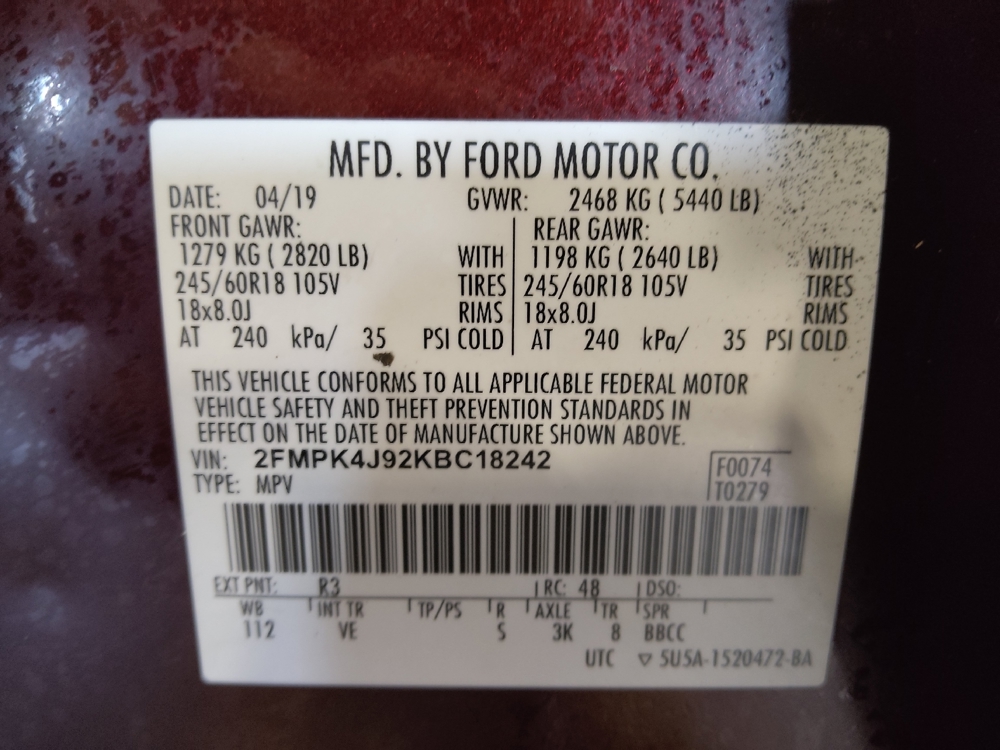 MFD. BY FORD MOTOR CO.
DATE: 04/19 GVWR: 2468 KG ( 5440 LB)
FRONT GAWR: REAR GAWR:
1279 KG ( 2820 LB) WITH 1198 KG ( 2640 LB) WITH
245/60R18 105V TIRES 245/60R18 105V TIRES
18x8.0J RIMS 18x8.0J RIMS
AT 240 kPa/ 35 PSI COLD AT 240 kPa/ 35 PSI COLD
THIS VEHICLE CONFORMS TO ALL APPLICABLE FEDERAL MOTOR
VEHICLE SAFETY AND THEFT PREVENTION STANDARDS IN
EFFECT ON THE DATE OF MANUFACTURE SHOWN ABOVE.
VIN: 2FMPK4J92KBC18242 F0074
TYPE: MPV T0279
EXT PNT: R3 RC: 48 DSO:
WB INT TR TP/PS R AXLE TR SPR
112 VE S 3K 8 BBCC
UTC ▽ 5U5A-1520472-BA